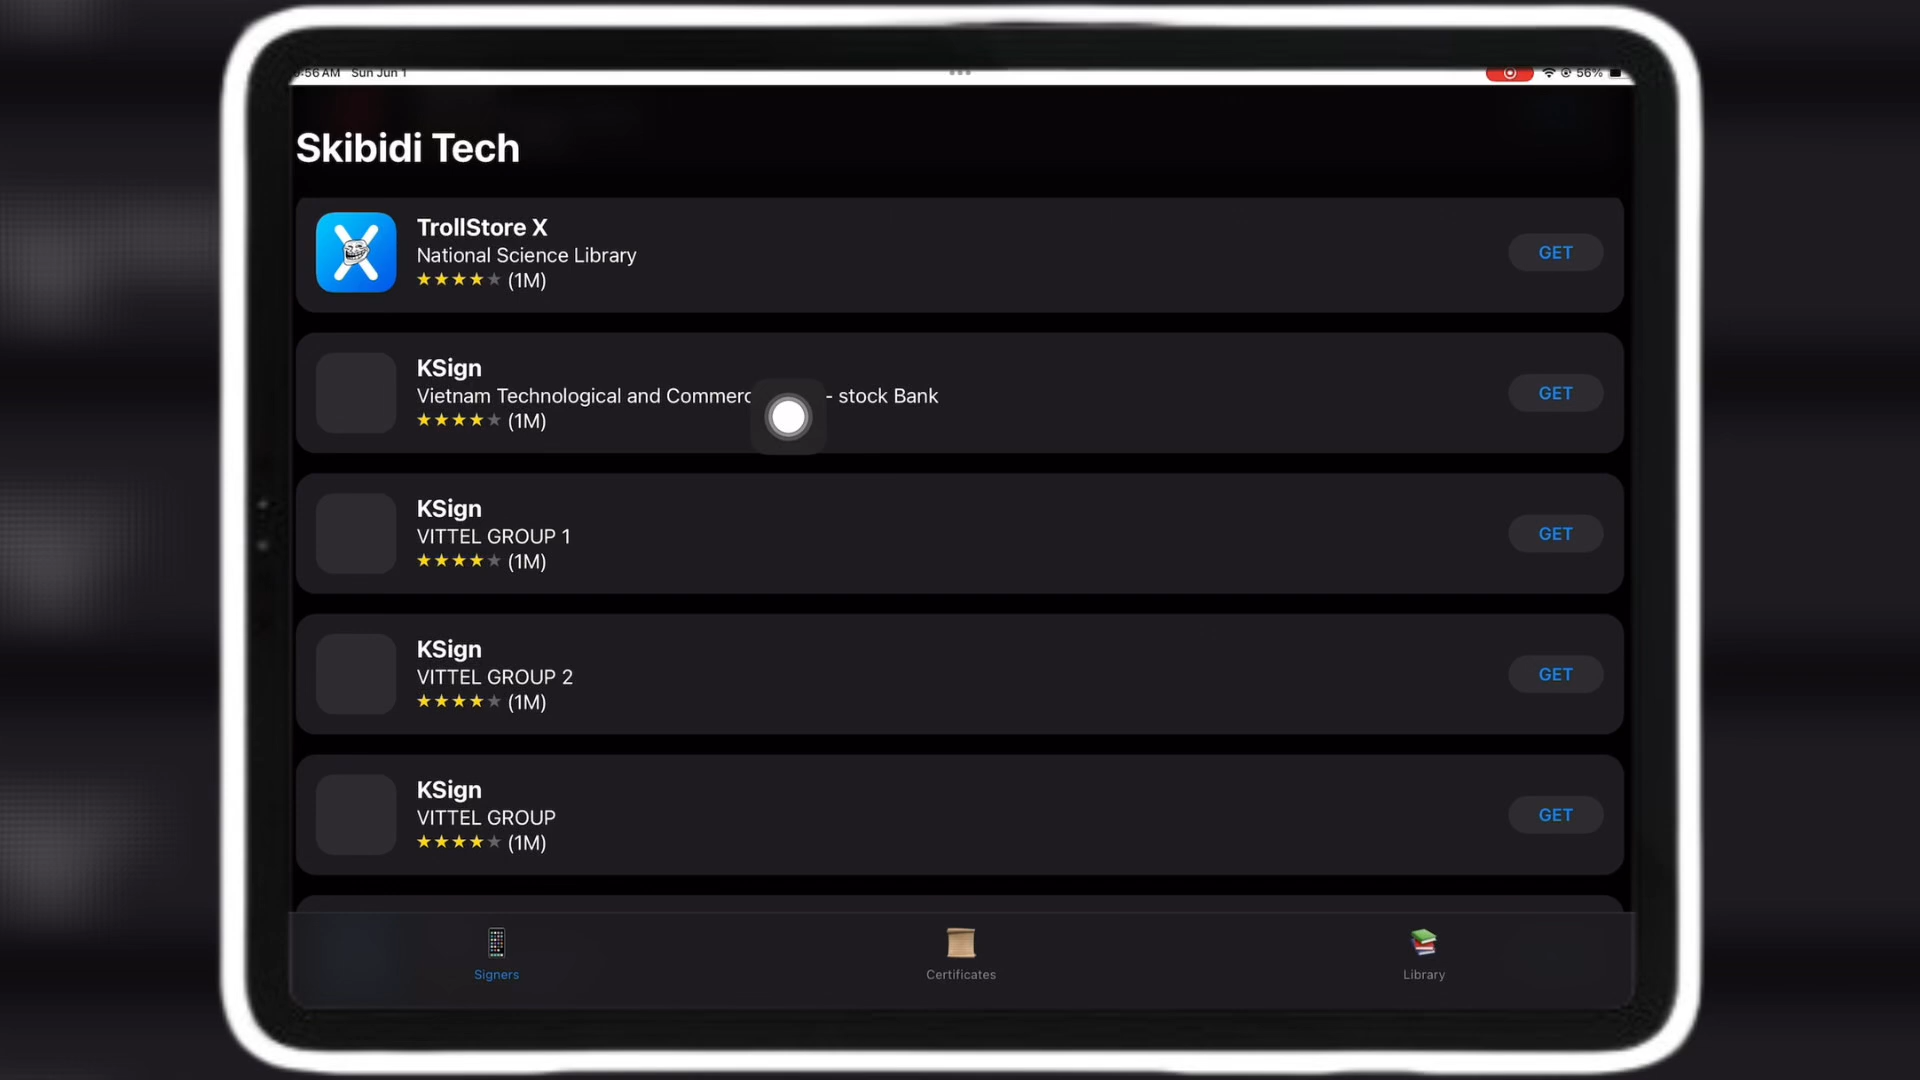 :56 AM Sun Jun 1
56%
Skibidi Tech
TrollStore X
National Science Library
★★★★★ (1M)
GET
KSign
Vietnam Technological and Commerc - stock Bank
★★★★★ (1M)
GET
KSign
VITTEL GROUP 1
★★★★★ (1M)
GET
KSign
VITTEL GROUP 2
★★★★★ (1M)
GET
KSign
VITTEL GROUP
★★★★★ (1M)
GET
Signers
Certificates
Library